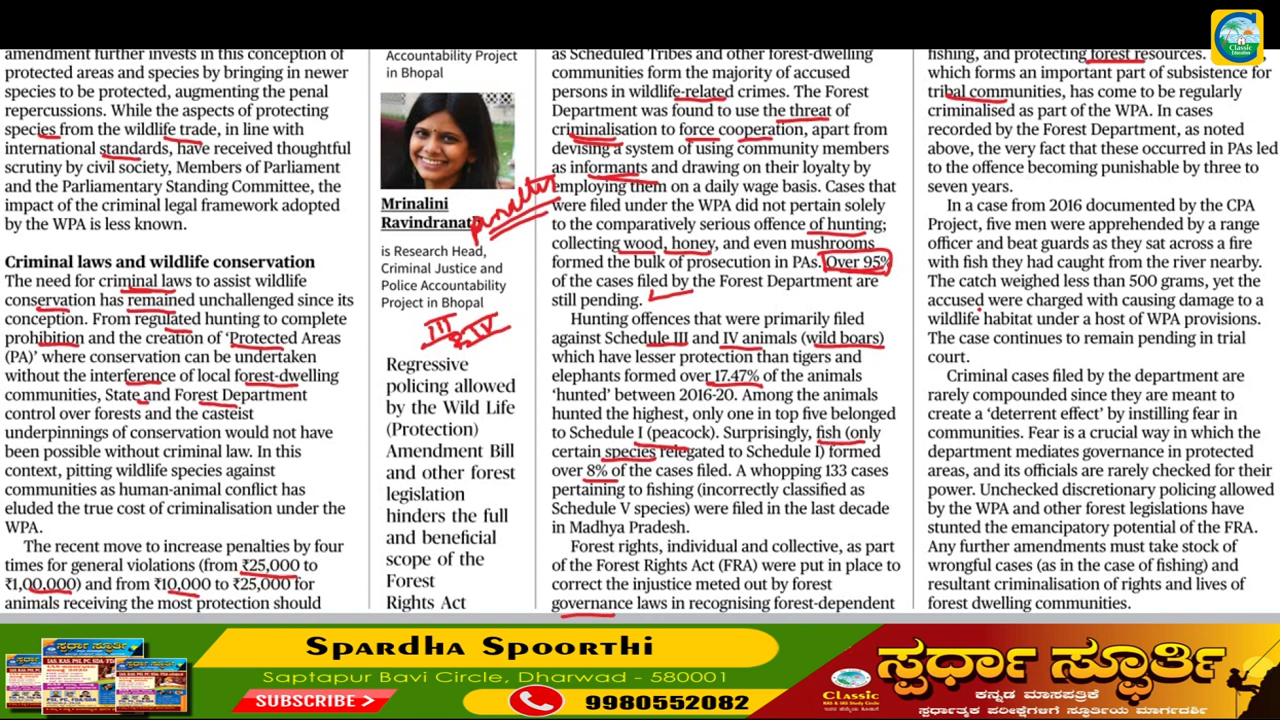 Classic
Education
amendment further invests in this conception of
protected areas and species by bringing in newer
species to be protected, augmenting the penal
repercussions. While the aspects of protecting
species from the wildlife trade, in line with
international standards, have received thoughtful
scrutiny by civil society, Members of Parliament
and the Parliamentary Standing Committee, the
impact of the criminal legal framework adopted
by the WPA is less known.
Criminal laws and wildlife conservation
The need for criminal laws to assist wildlife
conservation has remained unchallenged since its
conception. From regulated hunting to complete
prohibition and the creation of ‘Protected Areas
(PA)’ where conservation can be undertaken
without the interference of local forest-dwelling
communities, State and Forest Department
control over forests and the casteist
underpinnings of conservation would not have
been possible without criminal law. In this
context, pitting wildlife species against
communities as human-animal conflict has
eluded the true cost of criminalisation under the
WPA.
The recent move to increase penalties by four
times for general violations (from ₹25,000 to
₹1,00,000) and from ₹10,000 to ₹25,000 for
animals receiving the most protection should
Accountability Project
in Bhopal
Mrinalini
Ravindranath
is Research Head,
Criminal Justice and
Police Accountability
Project in Bhopal
III & IV
Regressive
policing allowed
by the Wild Life
(Protection)
Amendment Bill
and other forest
legislation
hinders the full
and beneficial
scope of the
Forest
Rights Act
penalties
as Scheduled Tribes and other forest-dwelling
communities form the majority of accused
persons in wildlife-related crimes. The Forest
Department was found to use the threat of
criminalisation to force cooperation, apart from
devising a system of using community members
as informants and drawing on their loyalty by
employing them on a daily wage basis. Cases that
were filed under the WPA did not pertain solely
to the comparatively serious offence of hunting;
collecting wood, honey, and even mushrooms
formed the bulk of prosecution in PAs. Over 95%
of the cases filed by the Forest Department are
still pending.
Hunting offences that were primarily filed
against Schedule III and IV animals (wild boars)
which have lesser protection than tigers and
elephants formed over 17.47% of the animals
‘hunted’ between 2016-20. Among the animals
hunted the highest, only one in top five belonged
to Schedule I (peacock). Surprisingly, fish (only
certain species relegated to Schedule I) formed
over 8% of the cases filed. A whopping 133 cases
pertaining to fishing (incorrectly classified as
Schedule V species) were filed in the last decade
in Madhya Pradesh.
Forest rights, individual and collective, as part
of the Forest Rights Act (FRA) were put in place to
correct the injustice meted out by forest
governance laws in recognising forest-dependent
fishing, and protecting forest resources.
which forms an important part of subsistence for
tribal communities, has come to be regularly
criminalised as part of the WPA. In cases
recorded by the Forest Department, as noted
above, the very fact that these occurred in PAs led
to the offence becoming punishable by three to
seven years.
In a case from 2016 documented by the CPA
Project, five men were apprehended by a range
officer and beat guards as they sat across a fire
with fish they had caught from the river nearby.
The catch weighed less than 500 grams, yet the
accused were charged with causing damage to a
wildlife habitat under a host of WPA provisions.
The case continues to remain pending in trial
court.
Criminal cases filed by the department are
rarely compounded since they are meant to
create a ‘deterrent effect’ by instilling fear in
communities. Fear is a crucial way in which the
department mediates governance in protected
areas, and its officials are rarely checked for their
power. Unchecked discretionary policing allowed
by the WPA and other forest legislations have
stunted the emancipatory potential of the FRA.
Any further amendments must take stock of
wrongful cases (as in the case of fishing) and
resultant criminalisation of rights and lives of
forest dwelling communities.
Spardha Spoorthi
Saptapur Bavi Circle, Dharwad - 580001
SUBSCRIBE
9980552082
ಸ್ಪರ್ಧಾ ಸ್ಫೂರ್ತಿ
ಕನ್ನಡ ಮಾಸಪತ್ರಿಕೆ
ಸ್ಪರ್ಧಾತ್ಮಕ ಪರೀಕ್ಷೆಗಳಿಗೆ ಸ್ಫೂರ್ತಿಯ ಮಾರ್ಗದರ್ಶಿ
Classic